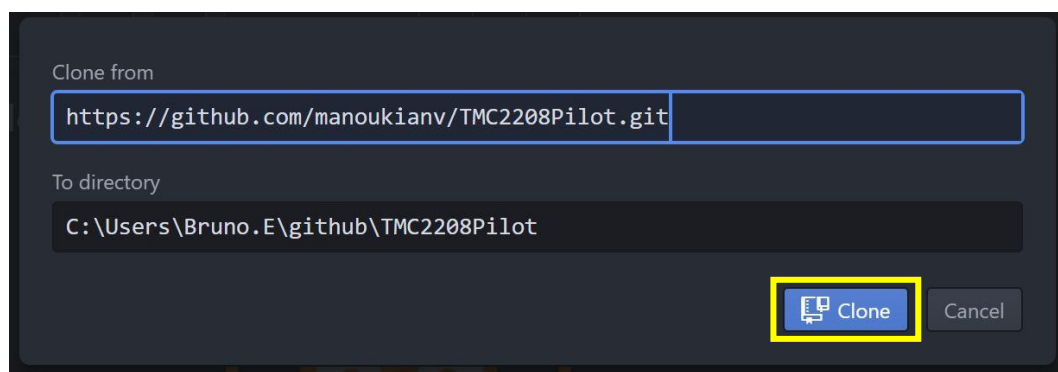 Clone from
https://github.com/manoukianv/TMC2208Pilot.git
To directory
C:\Users\Bruno.E\github\TMC2208Pilot
Clone Cancel